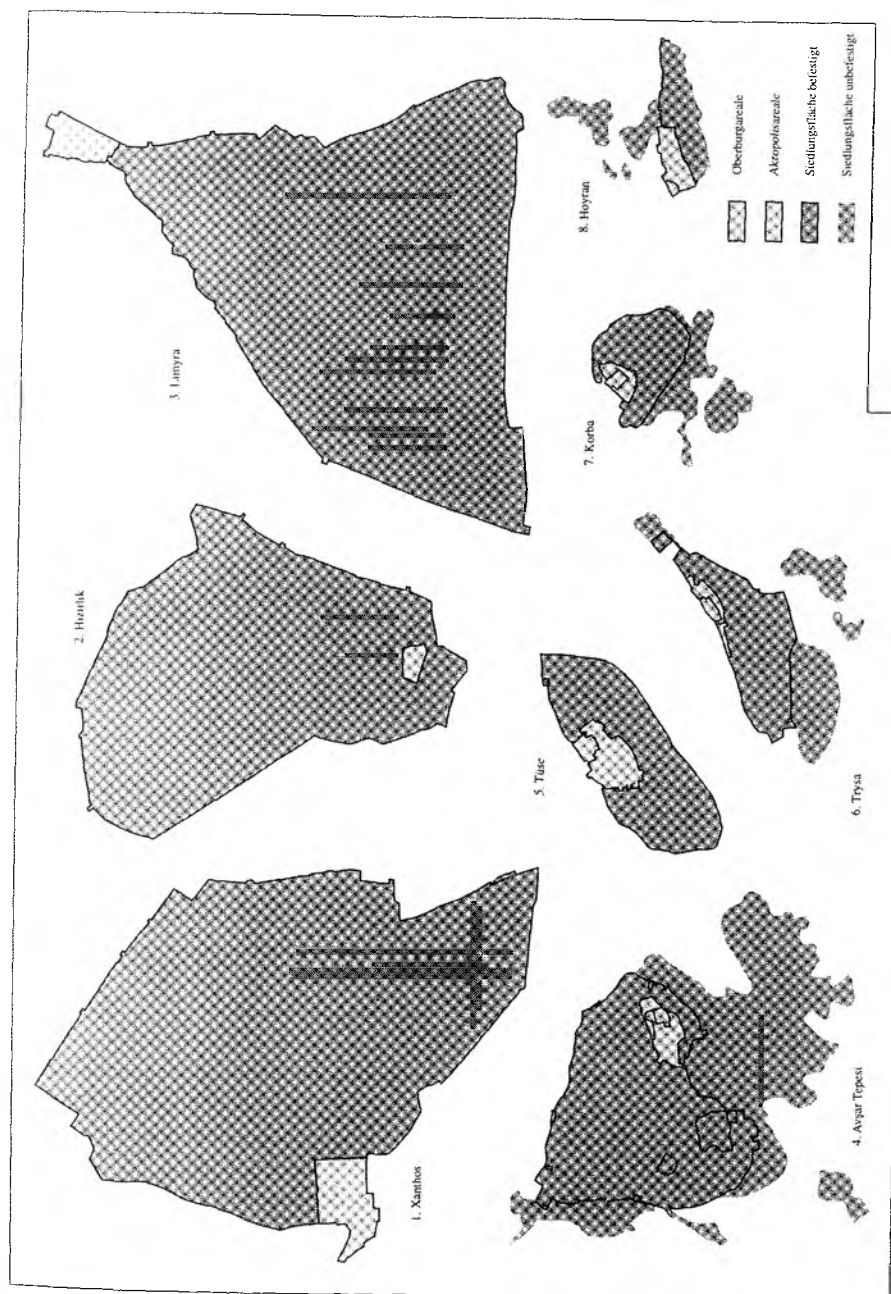 1. Xanthos
2. Hızırlık
3. Limyra
4. Avşar Tepesi
5. Tüse
6. Trysa
7. Korba
8. Hoyran
Oberburgareale
Akropolisareale
Siedlungsfläche befestigt
Siedlungsfläche unbefestigt